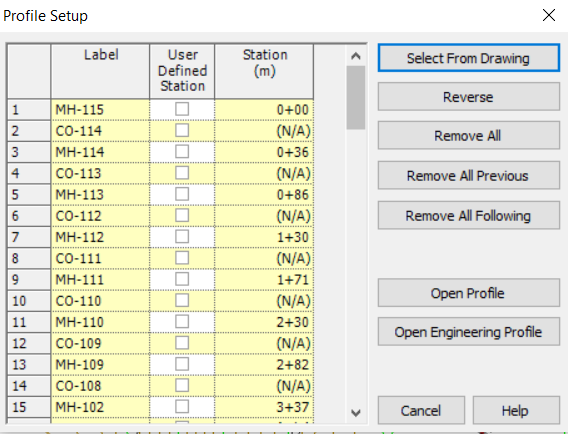 Profile Setup
Label
User Defined Station
Station (m)
1 MH-115 0+00
2 CO-114 (N/A)
3 MH-114 0+36
4 CO-113 (N/A)
5 MH-113 0+86
6 CO-112 (N/A)
7 MH-112 1+30
8 CO-111 (N/A)
9 MH-111 1+71
10 CO-110 (N/A)
11 MH-110 2+30
12 CO-109 (N/A)
13 MH-109 2+82
14 CO-108 (N/A)
15 MH-102 3+37
Select From Drawing
Reverse
Remove All
Remove All Previous
Remove All Following
Open Profile
Open Engineering Profile
Cancel
Help